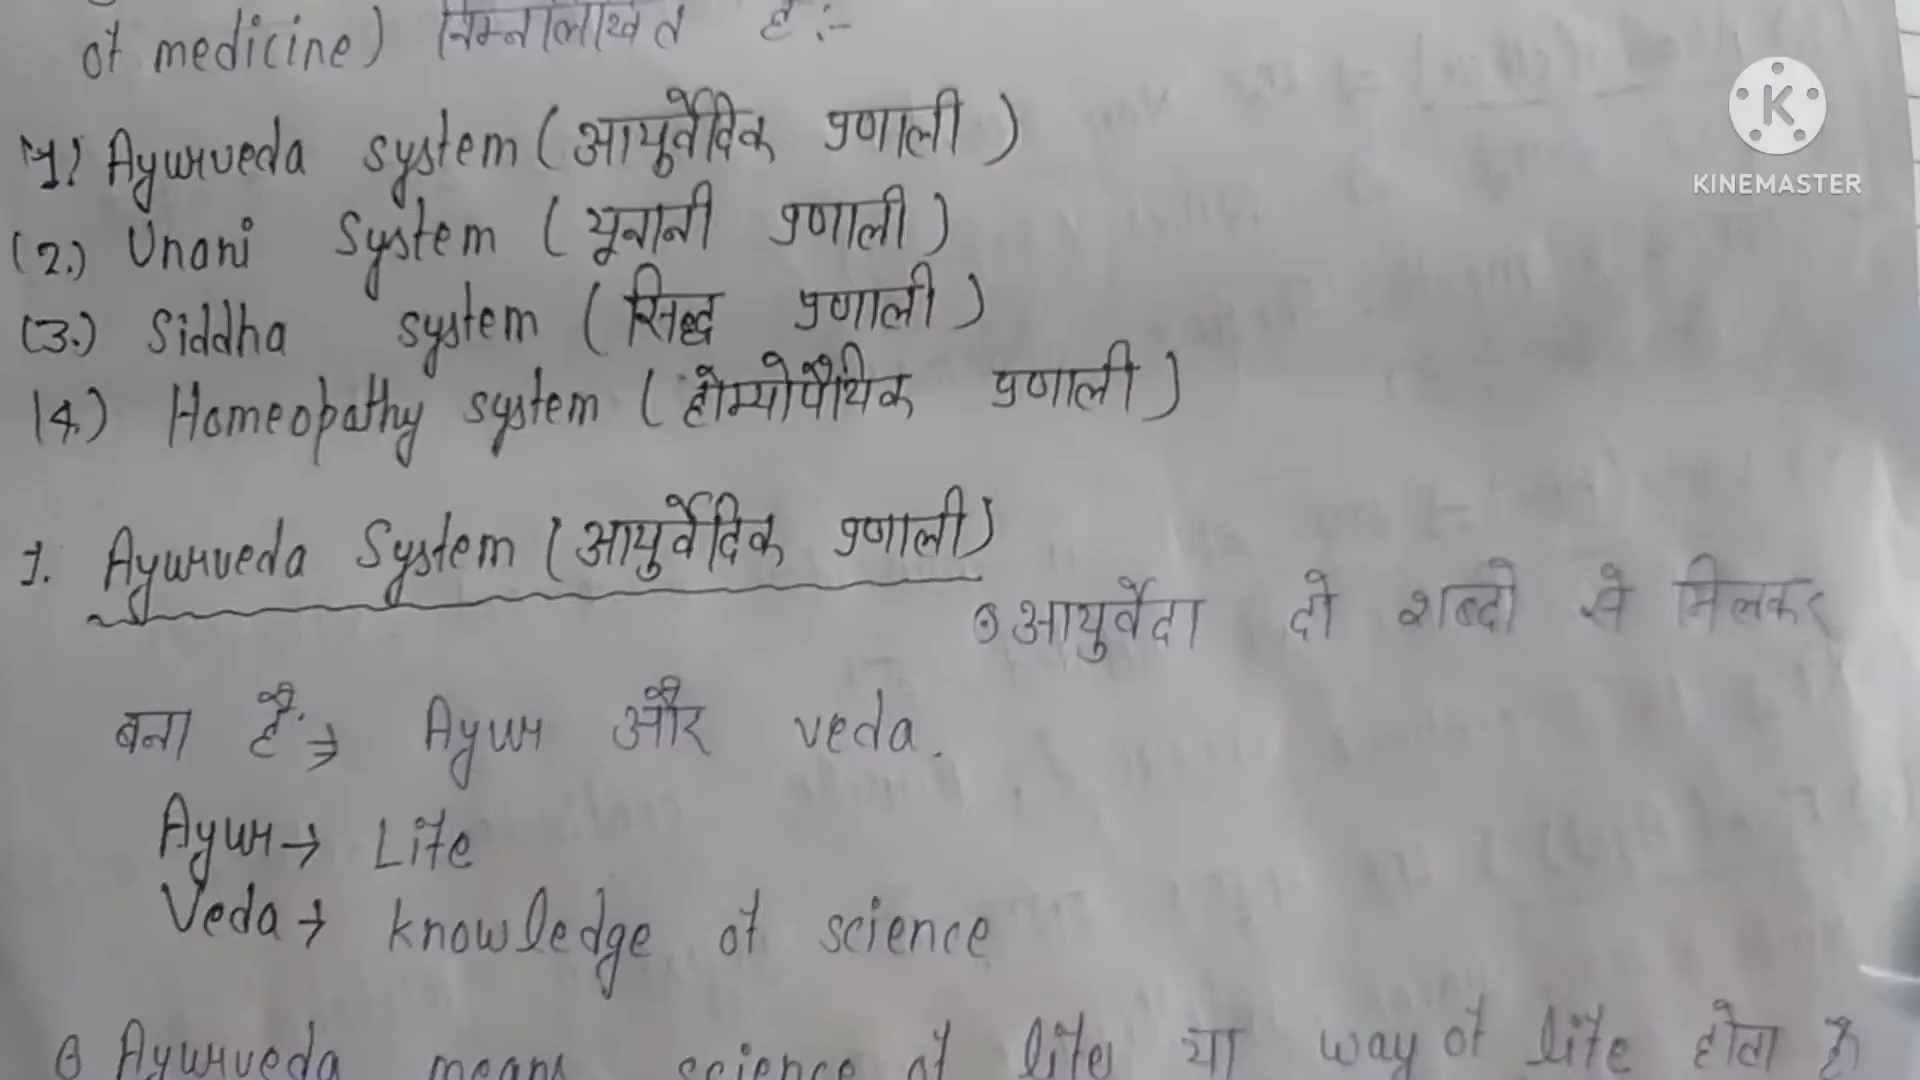 of medicine) निम्नलिखित है :-
(1) Ayurveda system (आयुर्वेदिक प्रणाली)
(2.) Unani System (यूनानी प्रणाली)
(3.) Siddha system (सिद्ध प्रणाली)
(4.) Homeopathy system (होम्योपैथिक प्रणाली)
1. Ayurveda System (आयुर्वेदिक प्रणाली)
आयुर्वेदा दो शब्दो से मिलकर
बना है → Ayur और veda.
Ayur → Life
Veda → knowledge of science
Ayurveda means science of life या way of life होता है
KINEMASTER